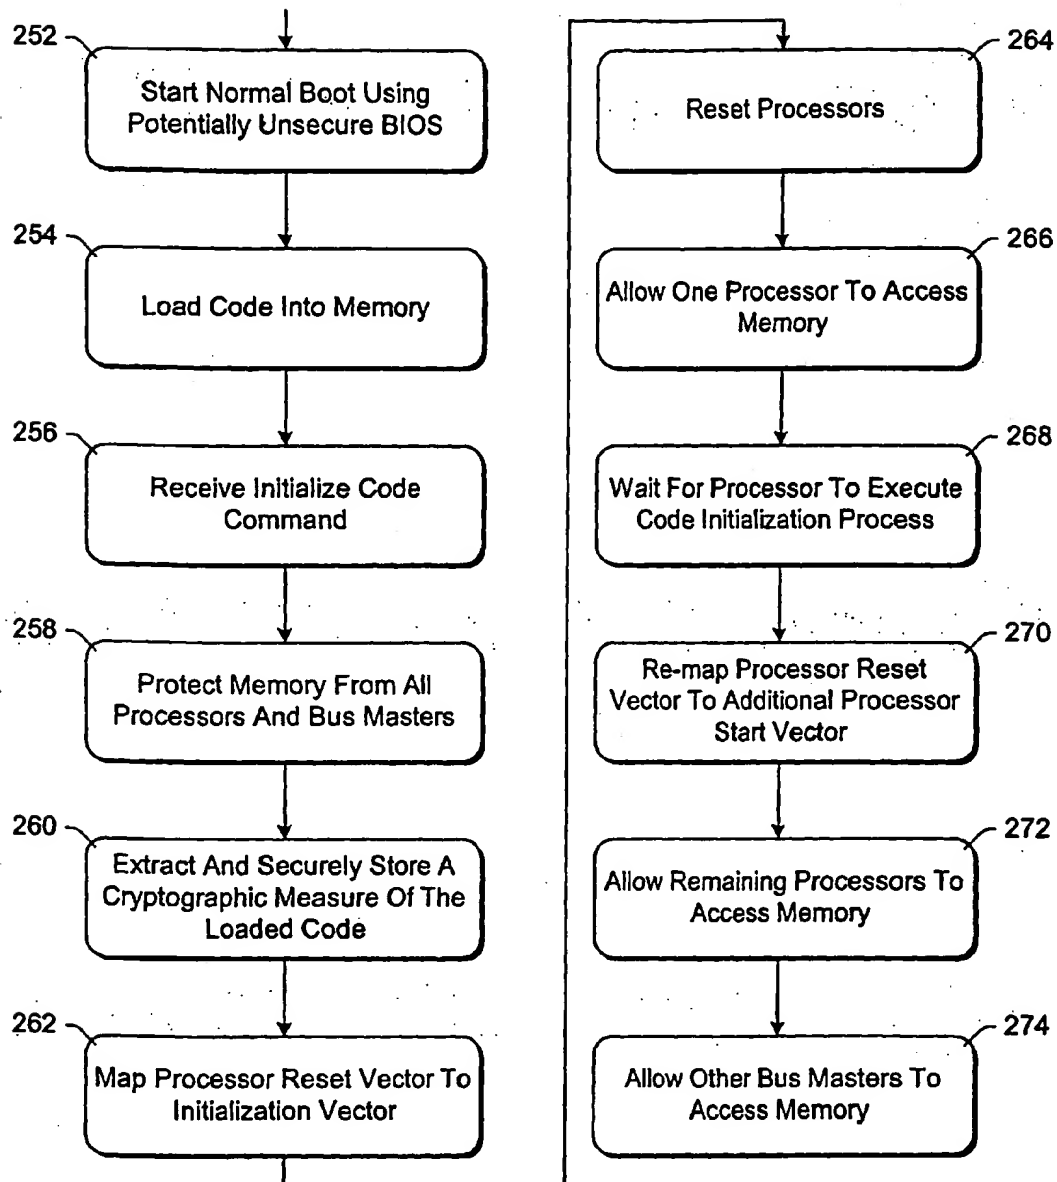 252
Start Normal Boot Using
Potentially Unsecure BIOS
254
Load Code Into Memory
256
Receive Initialize Code
Command
258
Protect Memory From All
Processors And Bus Masters
260
Extract And Securely Store A
Cryptographic Measure Of The
Loaded Code
262
Map Processor Reset Vector To
Initialization Vector
264
Reset Processors
266
Allow One Processor To Access
Memory
268
Wait For Processor To Execute
Code Initialization Process
270
Re-map Processor Reset
Vector To Additional Processor
Start Vector
272
Allow Remaining Processors To
Access Memory
274
Allow Other Bus Masters To
Access Memory